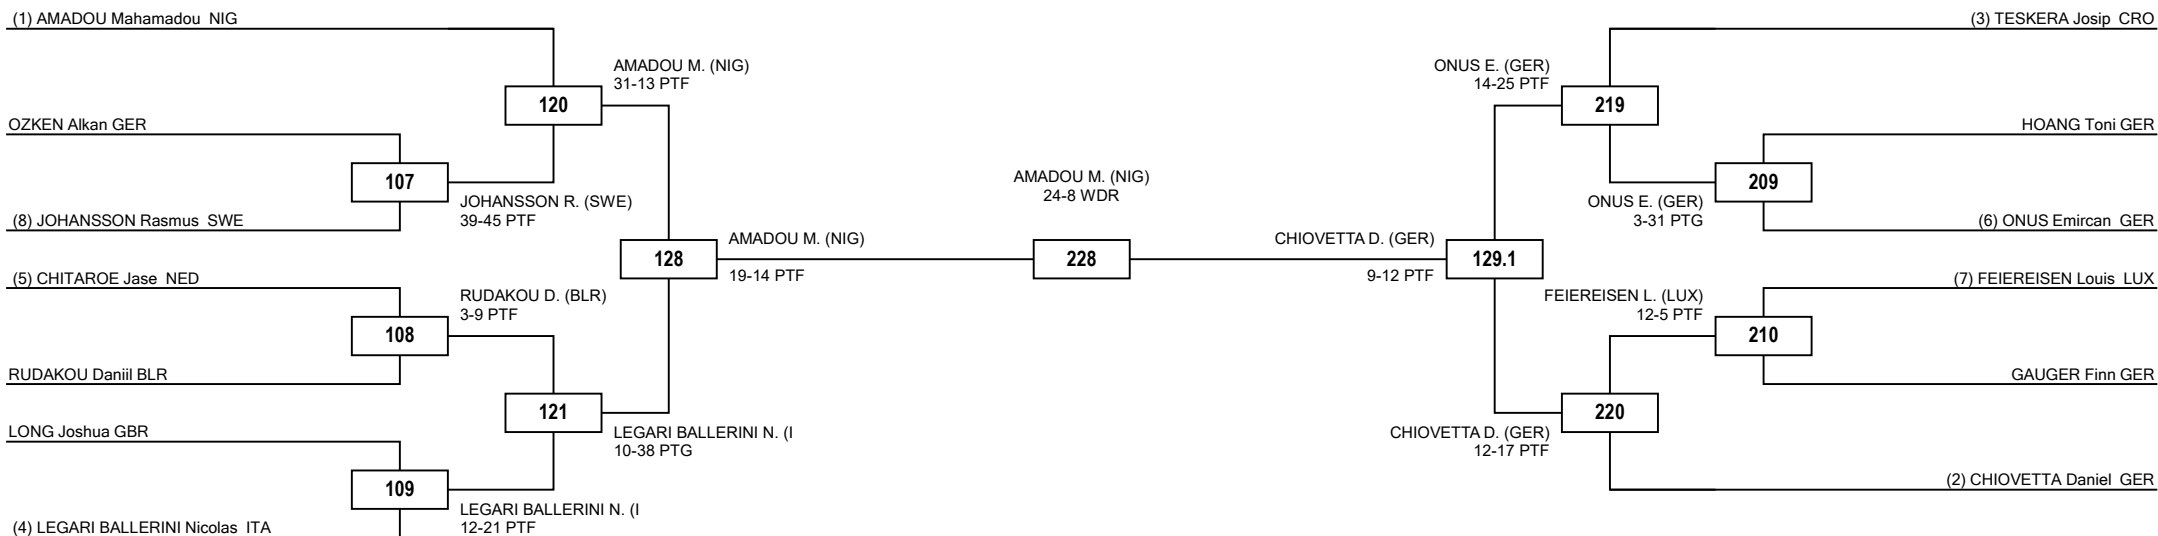 (1) AMADOU Mahamadou NIG
(3) TESKERA Josip CRO
AMADOU M. (NIG)
31-13 PTF
ONUS E. (GER)
14-25 PTF
120
219
OZKEN Alkan GER
HOANG Toni GER
107
209
AMADOU M. (NIG)
24-8 WDR
JOHANSSON R. (SWE)
39-45 PTF
ONUS E. (GER)
3-31 PTG
(8) JOHANSSON Rasmus SWE
(6) ONUS Emircan GER
AMADOU M. (NIG)
19-14 PTF
128
228
CHIOVETTA D. (GER)
9-12 PTF
129.1
(5) CHITAROE Jase NED
(7) FEIEREISEN Louis LUX
RUDAKOU D. (BLR)
3-9 PTF
FEIEREISEN L. (LUX)
12-5 PTF
108
210
RUDAKOU Daniil BLR
GAUGER Finn GER
121
220
LONG Joshua GBR
LEGARI BALLERINI N. (I
10-38 PTG
CHIOVETTA D. (GER)
12-17 PTF
109
(2) CHIOVETTA Daniel GER
LEGARI BALLERINI N. (I
12-21 PTF
(4) LEGARI BALLERINI Nicolas ITA